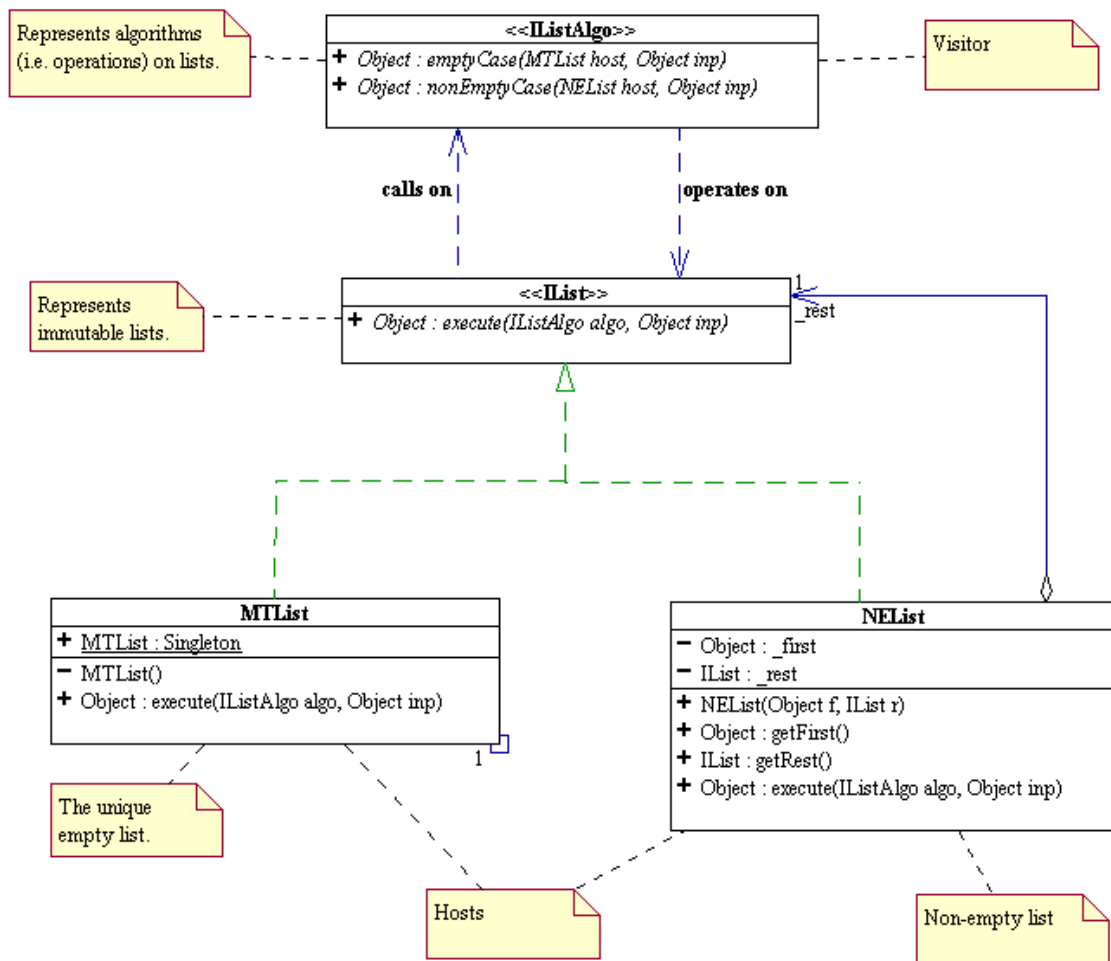 Represents algorithms
(i.e. operations) on lists.
<<IListAlgo>>
+ Object : emptyCase(MTList host, Object inp)
+ Object : nonEmptyCase(NEList host, Object inp)
Visitor
calls on
operates on
Represents
immutable lists.
<<IList>>
+ Object : execute(IListAlgo algo, Object inp)
1
_rest
MTList
+ MTList : Singleton
- MTList()
+ Object : execute(IListAlgo algo, Object inp)
1
NEList
- Object : _first
- IList : _rest
+ NEList(Object f, IList r)
+ Object : getFirst()
+ IList : getRest()
+ Object : execute(IListAlgo algo, Object inp)
The unique
empty list.
Hosts
Non-empty list